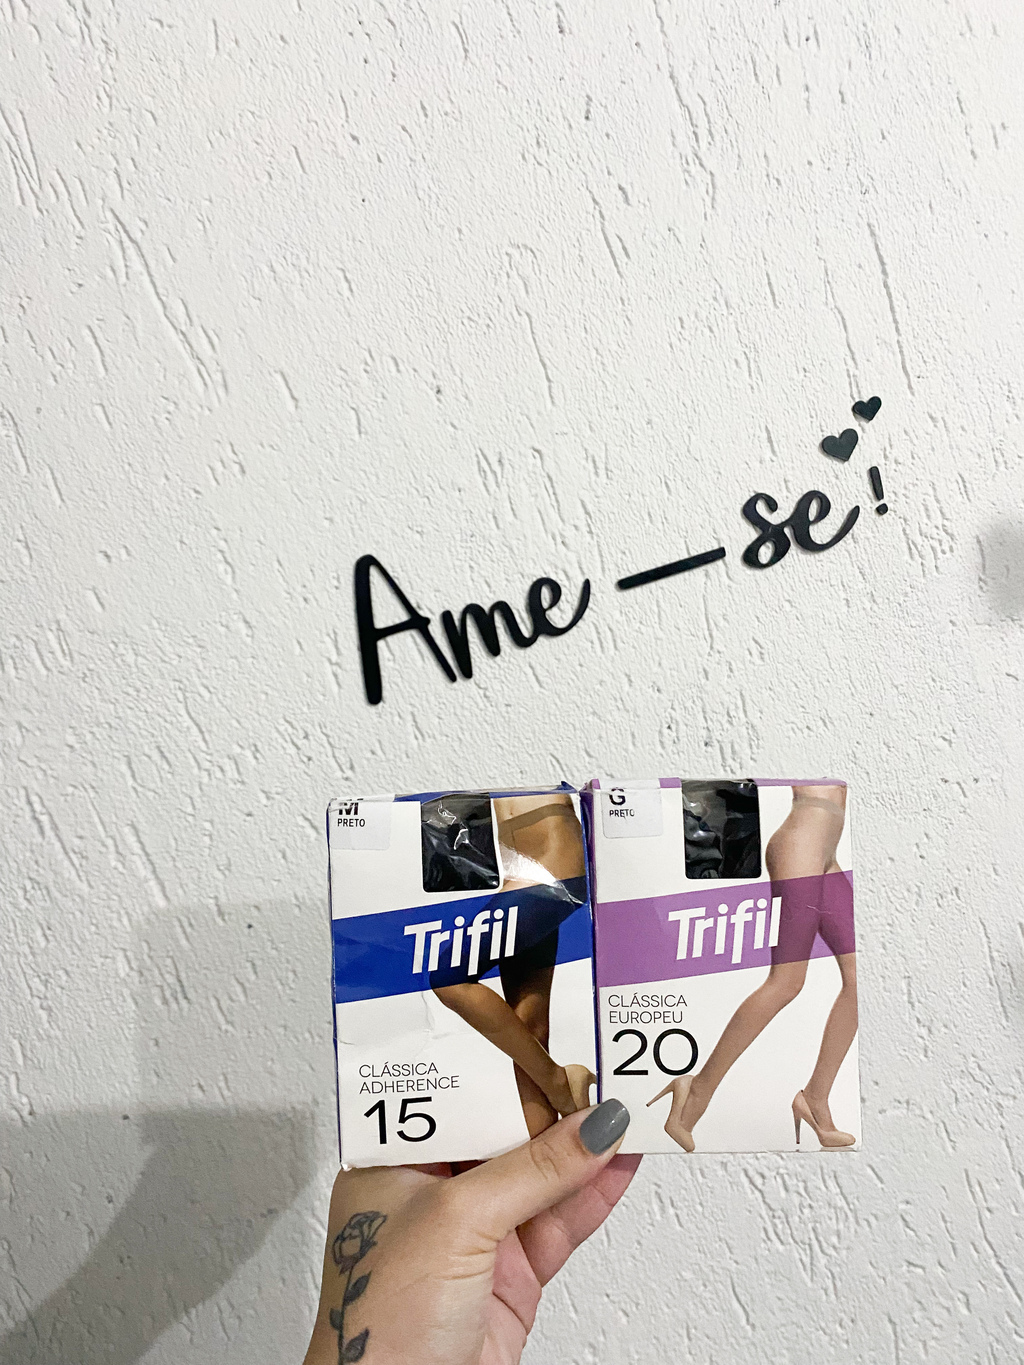 Ame-se!
M
PRETO
Trifil
CLÁSSICA
ADHERENCE
15
G
PRETO
Trifil
CLÁSSICA
EUROPEU
20